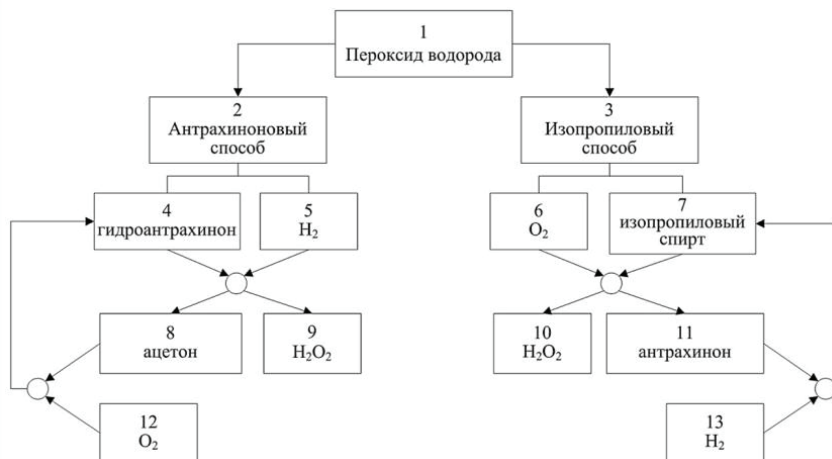 1
Пероксид водорода
2
Антрахиноновый
способ
3
Изопропиловый
способ
4
гидроантрахинон
5
H₂
6
O₂
7
изопропиловый
спирт
8
ацетон
9
H₂O₂
10
H₂O₂
11
антрахинон
12
O₂
13
H₂